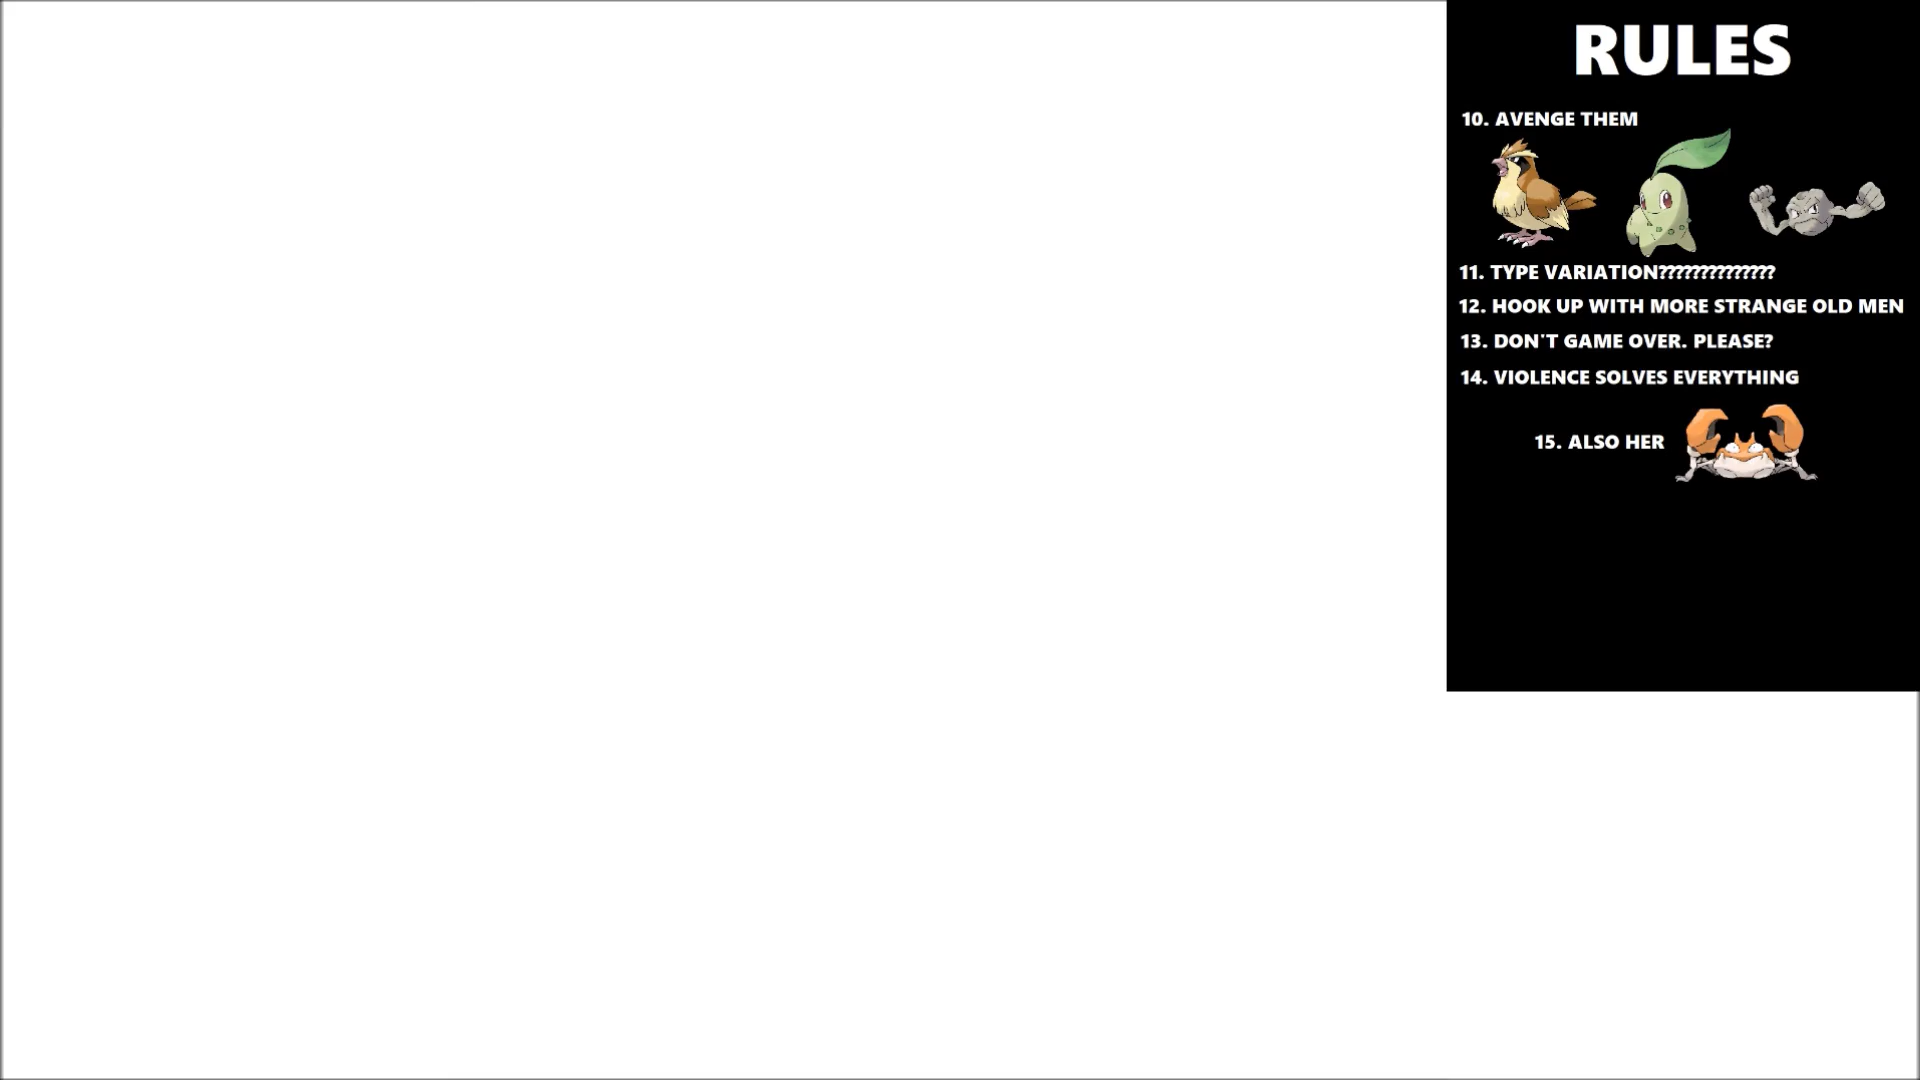 RULES
10. AVENGE THEM
11. TYPE VARIATION??????????????
12. HOOK UP WITH MORE STRANGE OLD MEN
13. DON'T GAME OVER. PLEASE?
14. VIOLENCE SOLVES EVERYTHING
15. ALSO HER